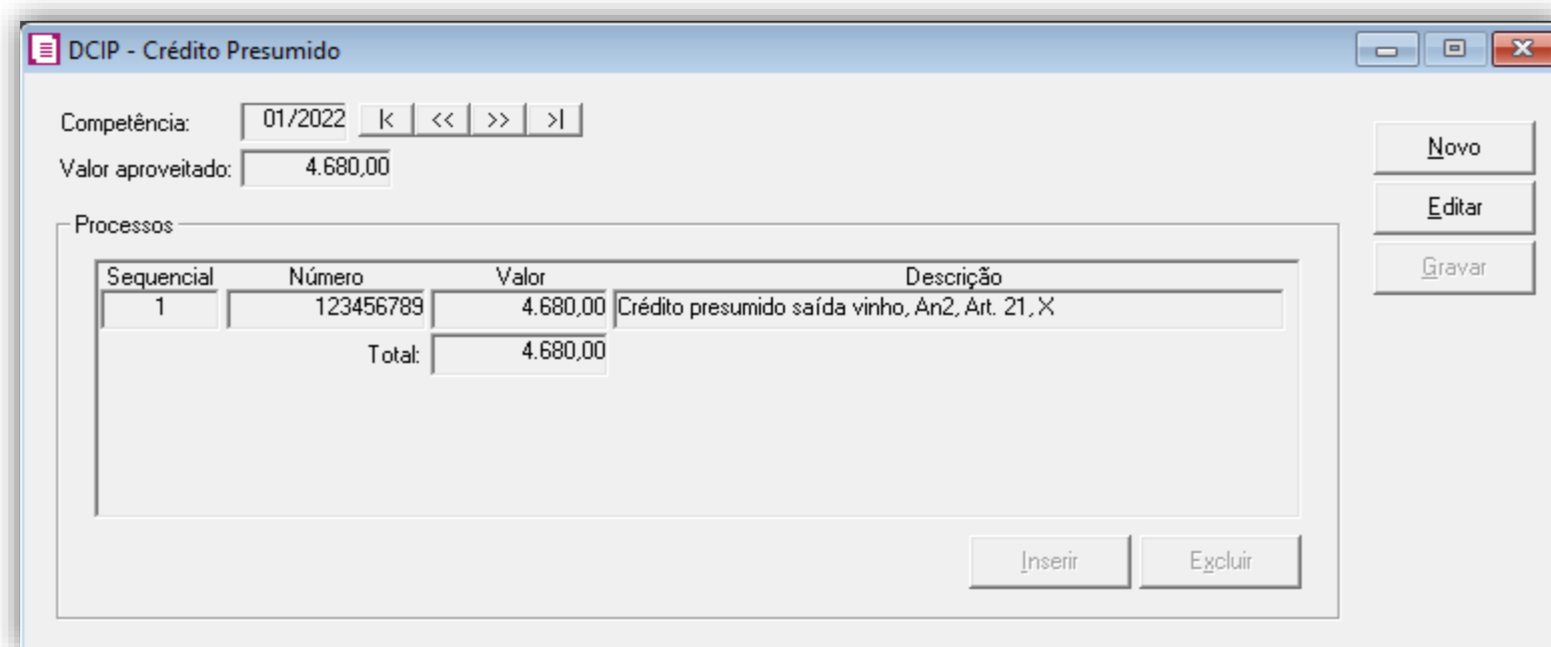 DCIP - Crédito Presumido
Competência: 01/2022 |< << >> >|
Valor aproveitado: 4.680,00
Novo
Editar
Gravar
Processos
Sequencial Número Valor Descrição
1 123456789 4.680,00 Crédito presumido saída vinho, An2, Art. 21, X
Total: 4.680,00
Inserir Excluir